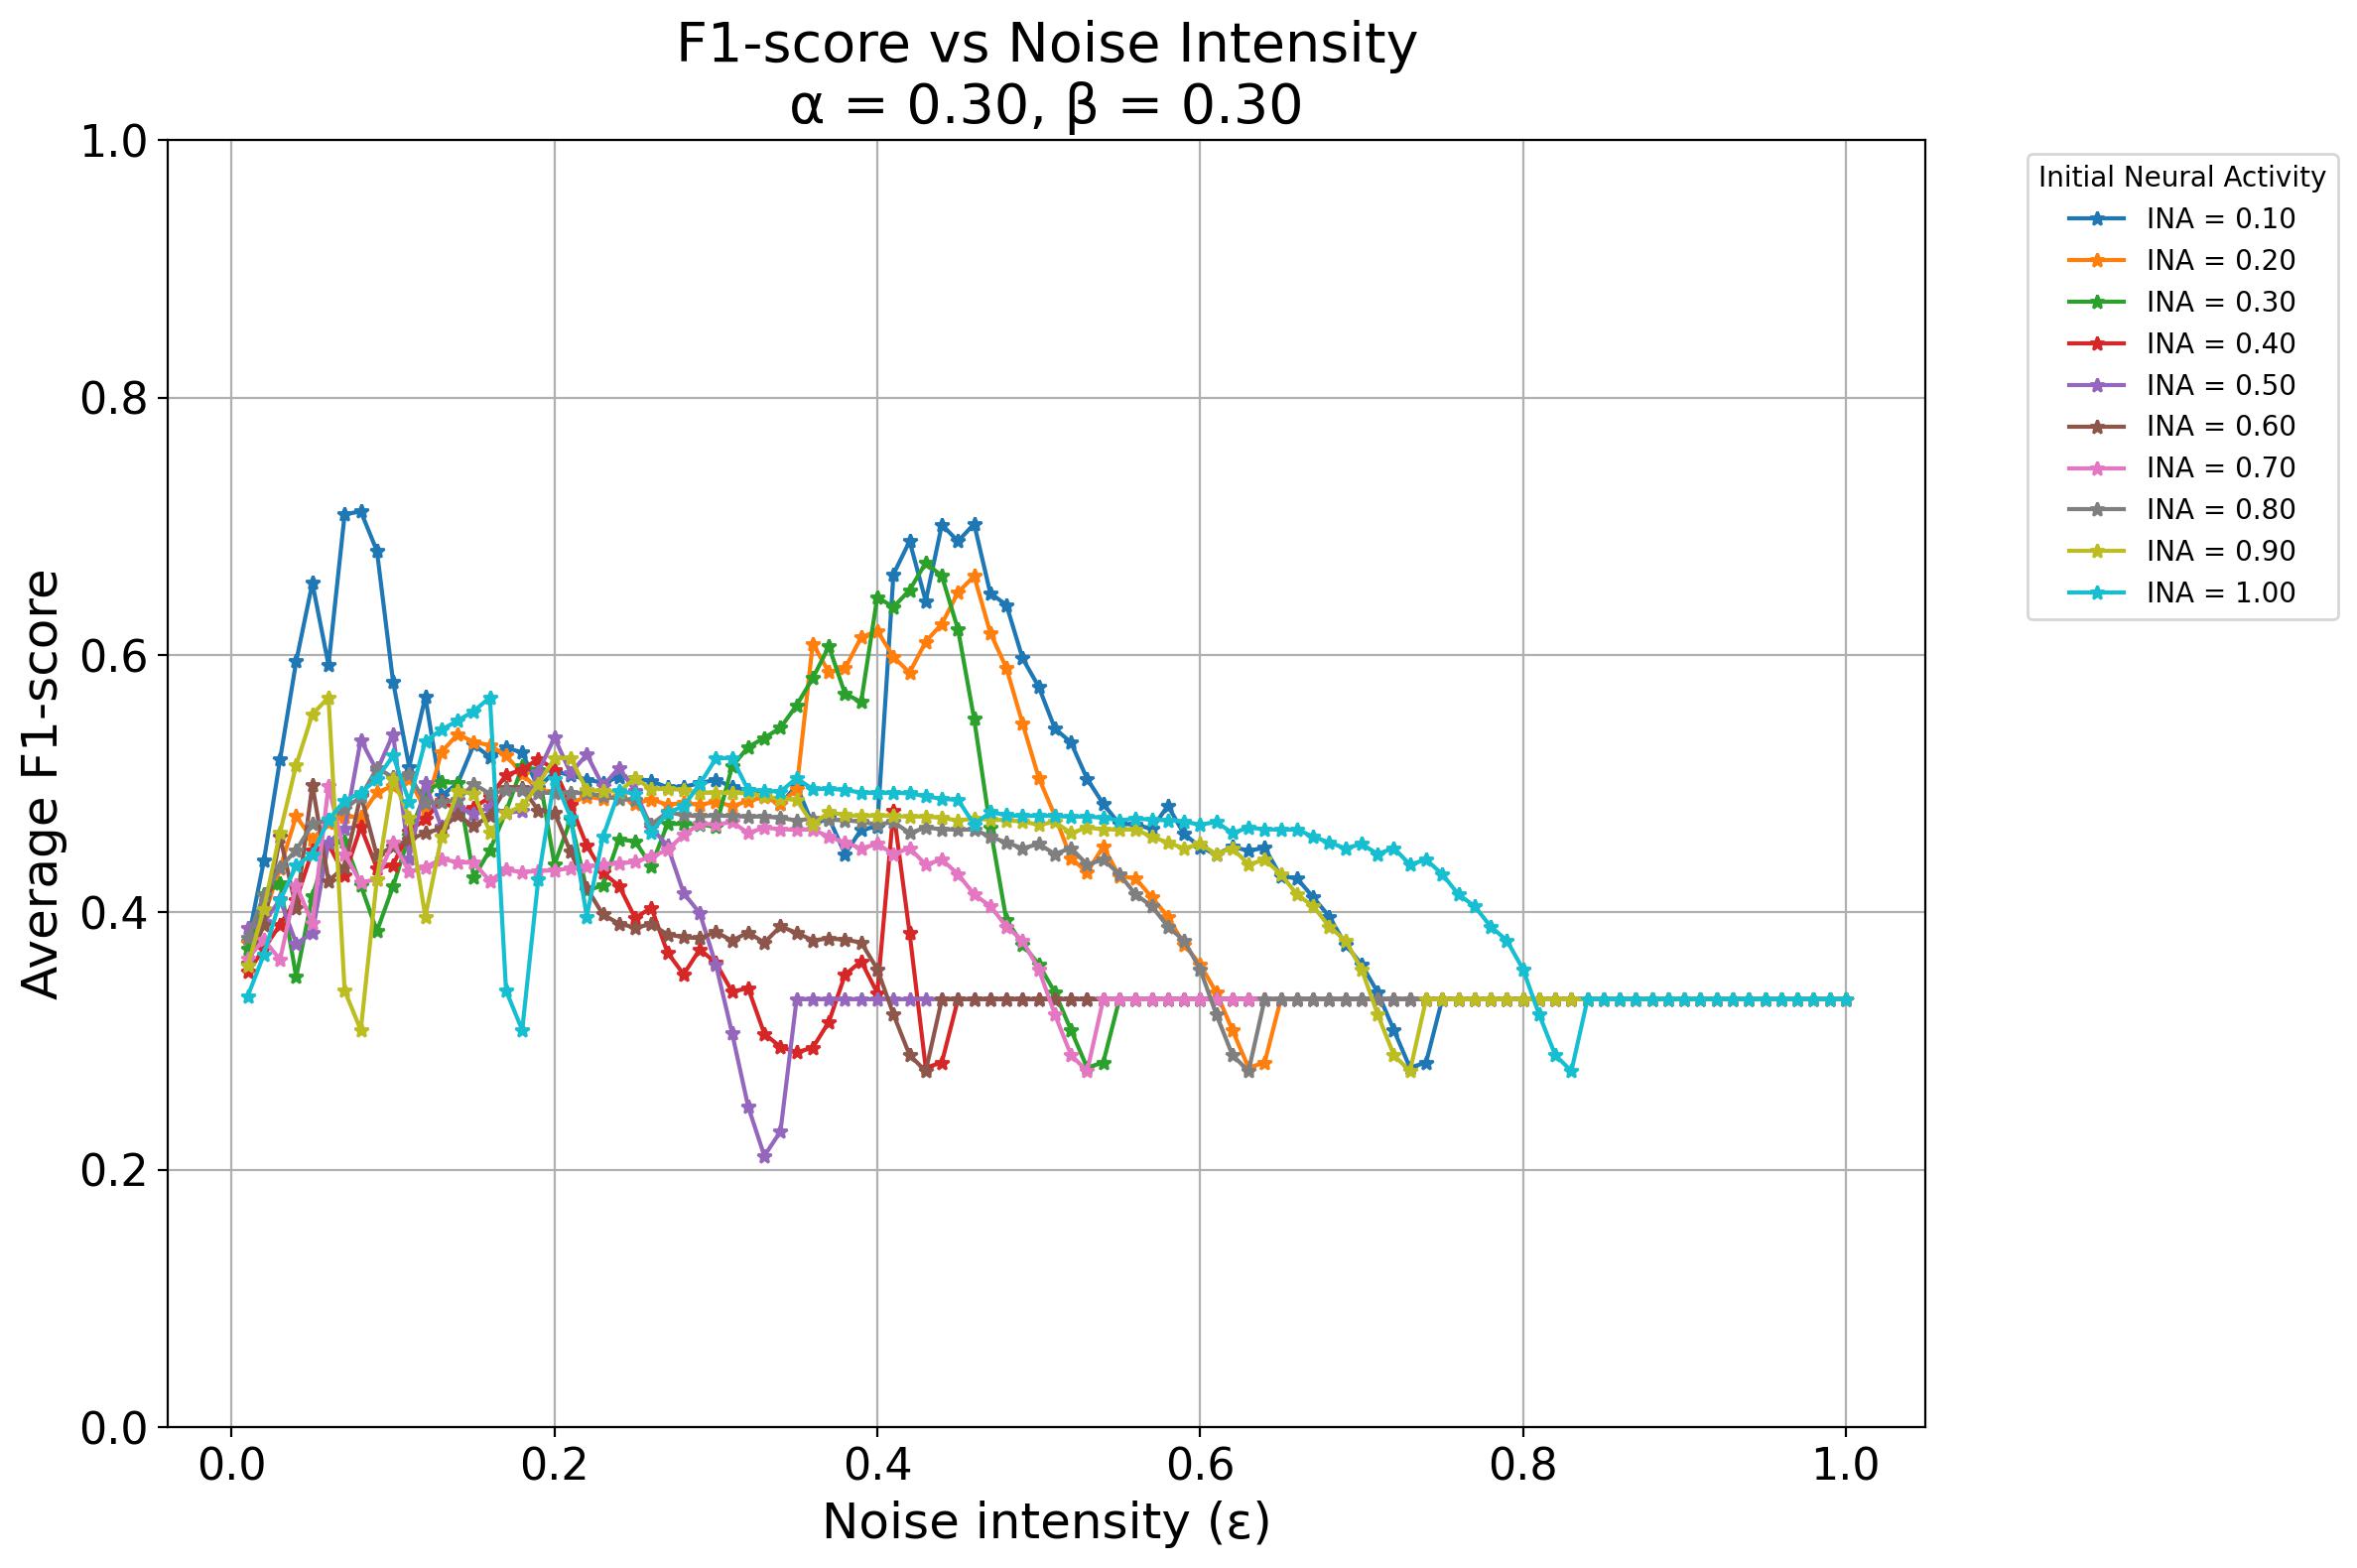 F1-score vs Noise Intensity
α = 0.30, β = 0.30
Average F1-score
1.0
0.8
0.6
0.4
0.2
0.0
0.0 0.2 0.4 0.6 0.8 1.0
Noise intensity (ε)
Initial Neural Activity
INA = 0.10
INA = 0.20
INA = 0.30
INA = 0.40
INA = 0.50
INA = 0.60
INA = 0.70
INA = 0.80
INA = 0.90
INA = 1.00